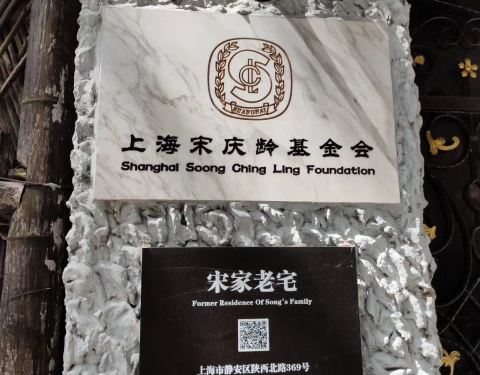 SHANGHAI
上海宋庆龄基金会
Shanghai Soong Ching Ling Foundation
宋家老宅
Former Residence Of Song's Family
上海市静安区陕西北路369号